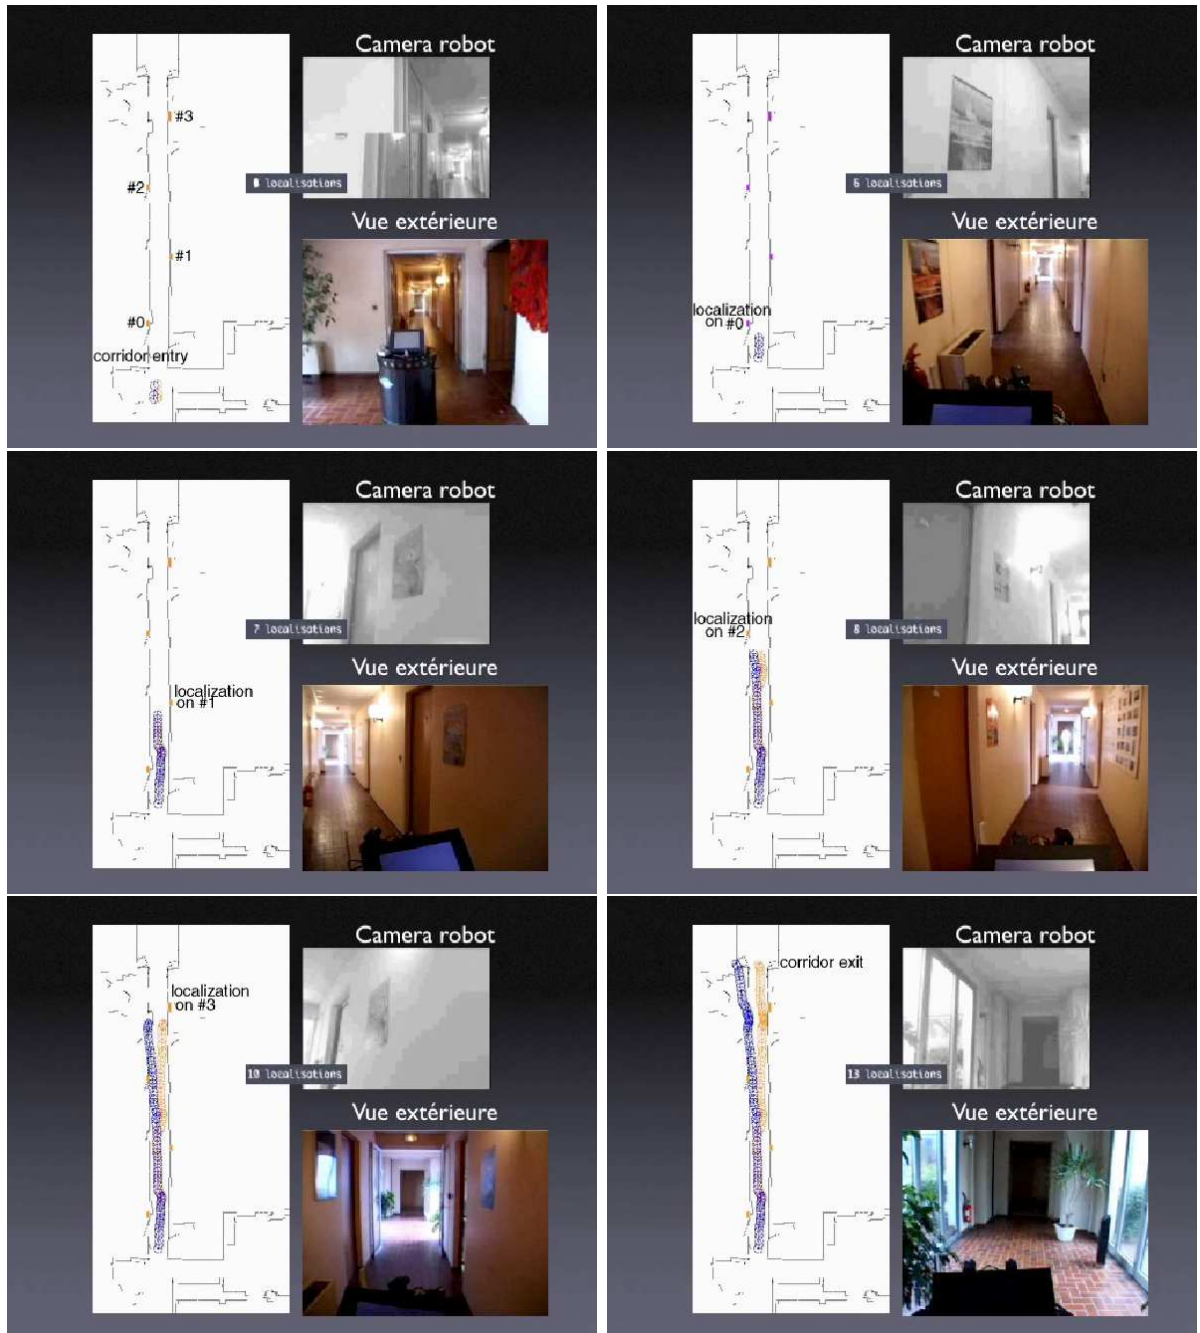 Camera robot
#3
#2
localisations
Vue extérieure
#1
#0
corridor entry
Camera robot
6 localisations
Vue extérieure
localization
on #0
Camera robot
7 localisations
Vue extérieure
localization
on #1
Camera robot
localization
on #2
8 localisations
Vue extérieure
Camera robot
localization
on #3
10 localisations
Vue extérieure
Camera robot
corridor exit
13 localisations
Vue extérieure